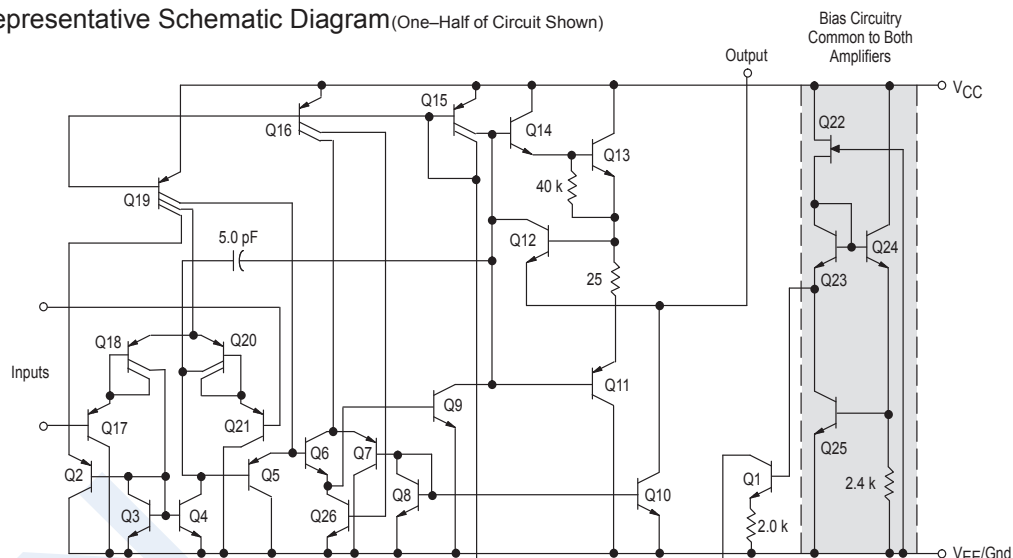 epresentative Schematic Diagram (One–Half of Circuit Shown)
Bias Circuitry
Common to Both
Amplifiers
Output
VCC
Q15
Q22
Q16
Q14
Q13
Q19
40 k
5.0 pF
Q12
Q24
25
Q23
Q18
Q20
Inputs
Q11
Q9
Q17
Q21
Q25
Q2
Q5
Q6
Q7
Q1
2.4 k
Q8
Q10
Q3
Q4
Q26
2.0 k
VEE/Gnd